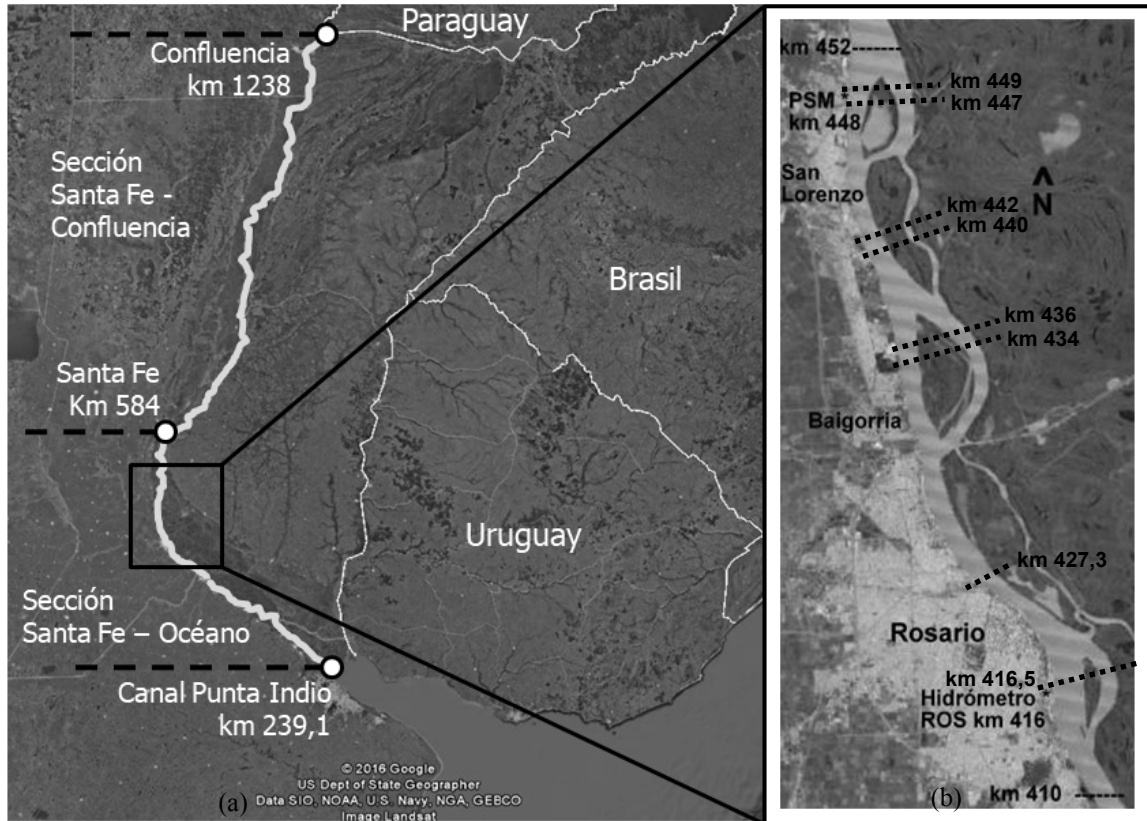 Paraguay
Confluencia
km 1238
Sección
Santa Fe -
Confluencia
Brasil
Santa Fe
Km 584
Uruguay
Sección
Santa Fe – Océano
Canal Punta Indio
km 239,1
© 2016 Google
US Dept of State Geographer
Data SIO, NOAA, U.S. Navy, NGA, GEBCO
Image Landsat
(a)
km 452
km 449
PSM *
km 447
km 448
San
Lorenzo
N
km 442
km 440
km 436
km 434
Baigorria
km 427,3
Rosario
km 416,5
Hidrómetro *
ROS km 416
km 410
(b)